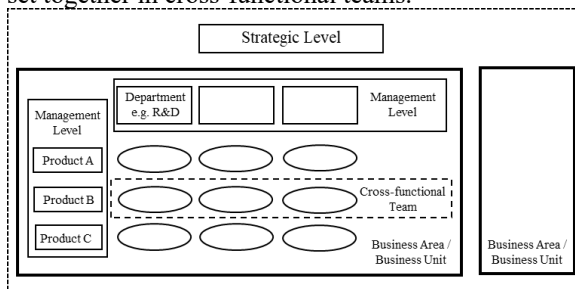 set together in cross-functional teams.
Strategic Level
Department
e.g. R&D
Management
Level
Management
Level
Product A
Product B
Cross-functional
Team
Product C
Business Area /
Business Unit
Business Area /
Business Unit